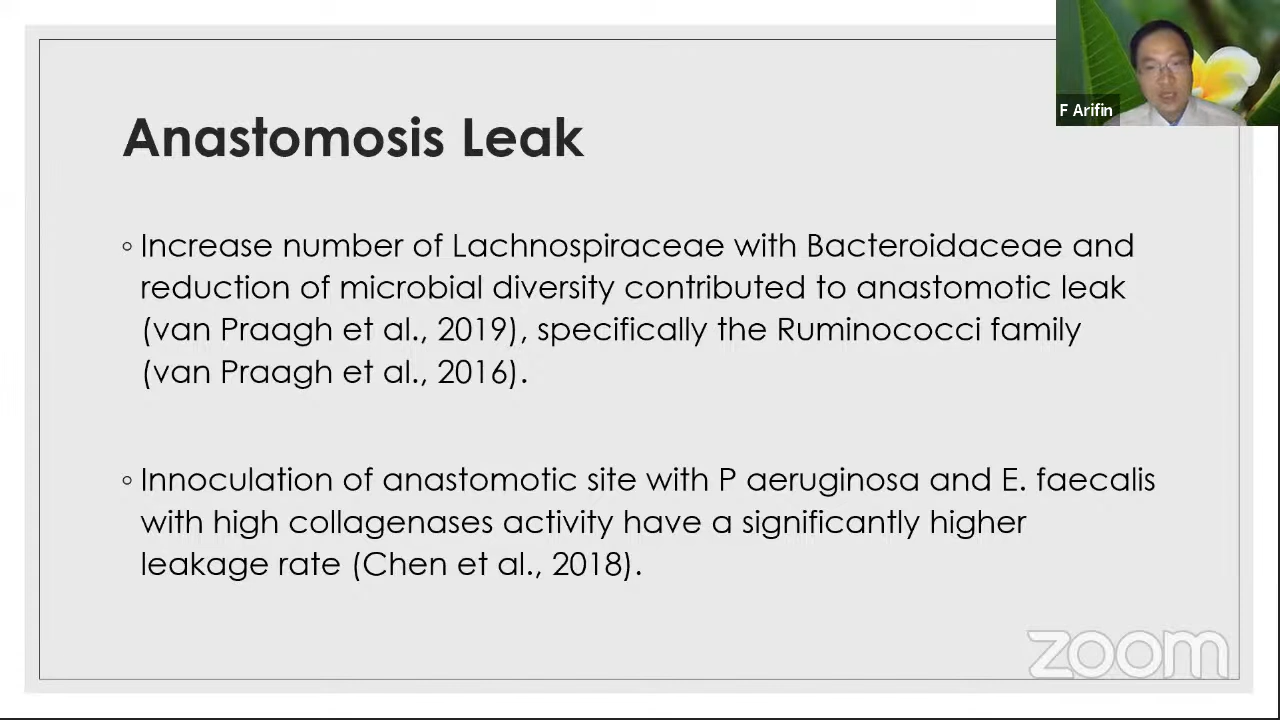 F Arifin
Anastomosis Leak
◦ Increase number of Lachnospiraceae with Bacteroidaceae and
reduction of microbial diversity contributed to anastomotic leak
(van Praagh et al., 2019), specifically the Ruminococci family
(van Praagh et al., 2016).
◦ Innoculation of anastomotic site with P aeruginosa and E. faecalis
with high collagenases activity have a significantly higher
leakage rate (Chen et al., 2018).
zoom